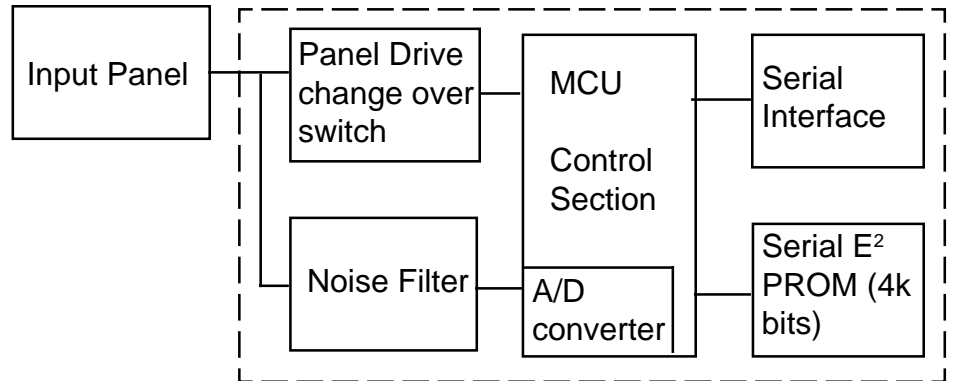 Input Panel
Panel Drive
change over
switch
Noise Filter
MCU
Control
Section
A/D
converter
Serial
Interface
Serial E²
PROM (4k
bits)